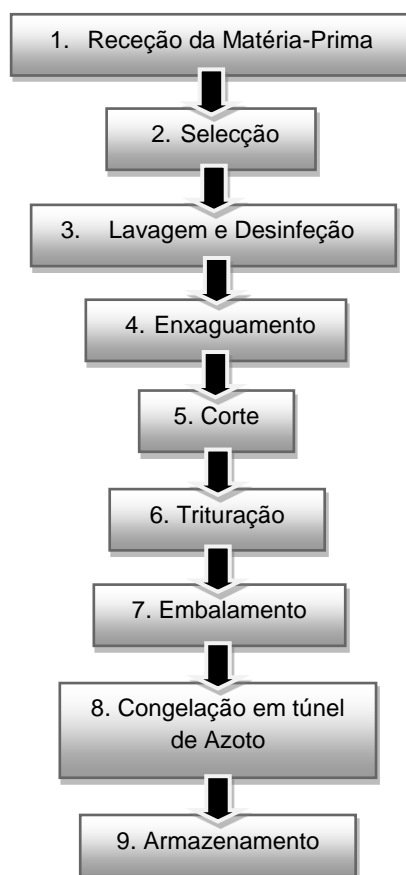 1. Receção da Matéria-Prima
2. Selecção
3. Lavagem e Desinfeção
4. Enxaguamento
5. Corte
6. Trituração
7. Embalamento
8. Congelação em túnel
de Azoto
9. Armazenamento